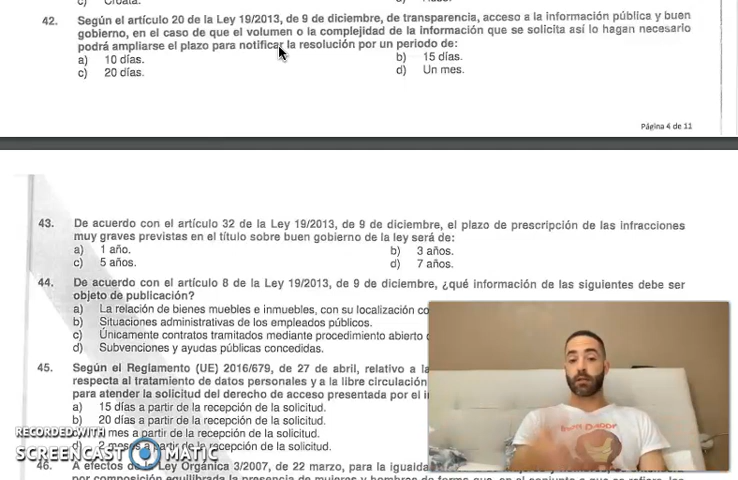 c) Croata.
42. Según el artículo 20 de la Ley 19/2013, de 9 de diciembre, de transparencia, acceso a la información pública y buen
gobierno, en el caso de que el volumen o la complejidad de la información que se solicita así lo hagan necesario
podrá ampliarse el plazo para notificar la resolución por un periodo de:
a) 10 días. b) 15 días.
c) 20 días. d) Un mes.
Página 4 de 11
43. De acuerdo con el artículo 32 de la Ley 19/2013, de 9 de diciembre, el plazo de prescripción de las infracciones
muy graves previstas en el título sobre buen gobierno de la ley será de:
a) 1 año. b) 3 años.
c) 5 años. d) 7 años.
44. De acuerdo con el artículo 8 de la Ley 19/2013, de 9 de diciembre, ¿qué información de las siguientes debe ser
objeto de publicación?
a) La relación de bienes muebles e inmuebles, con su localización co
b) Situaciones administrativas de los empleados públicos.
c) Únicamente contratos tramitados mediante procedimiento abierto
d) Subvenciones y ayudas públicas concedidas.
45. Según el Reglamento (UE) 2016/679, de 27 de abril, relativo a la
respecta al tratamiento de datos personales y a la libre circulación
para atender la solicitud del derecho de acceso presentada por el i
a) 15 días a partir de la recepción de la solicitud.
b) 20 días a partir de la recepción de la solicitud.
mes a partir de la recepción de la solicitud.
d) 2 meses a partir de la recepción de la solicitud.
RECORDED WITH
SCREENCAST MATIC
46. A efectos de Ley Orgánica 3/2007, de 22 de marzo, para la igualda